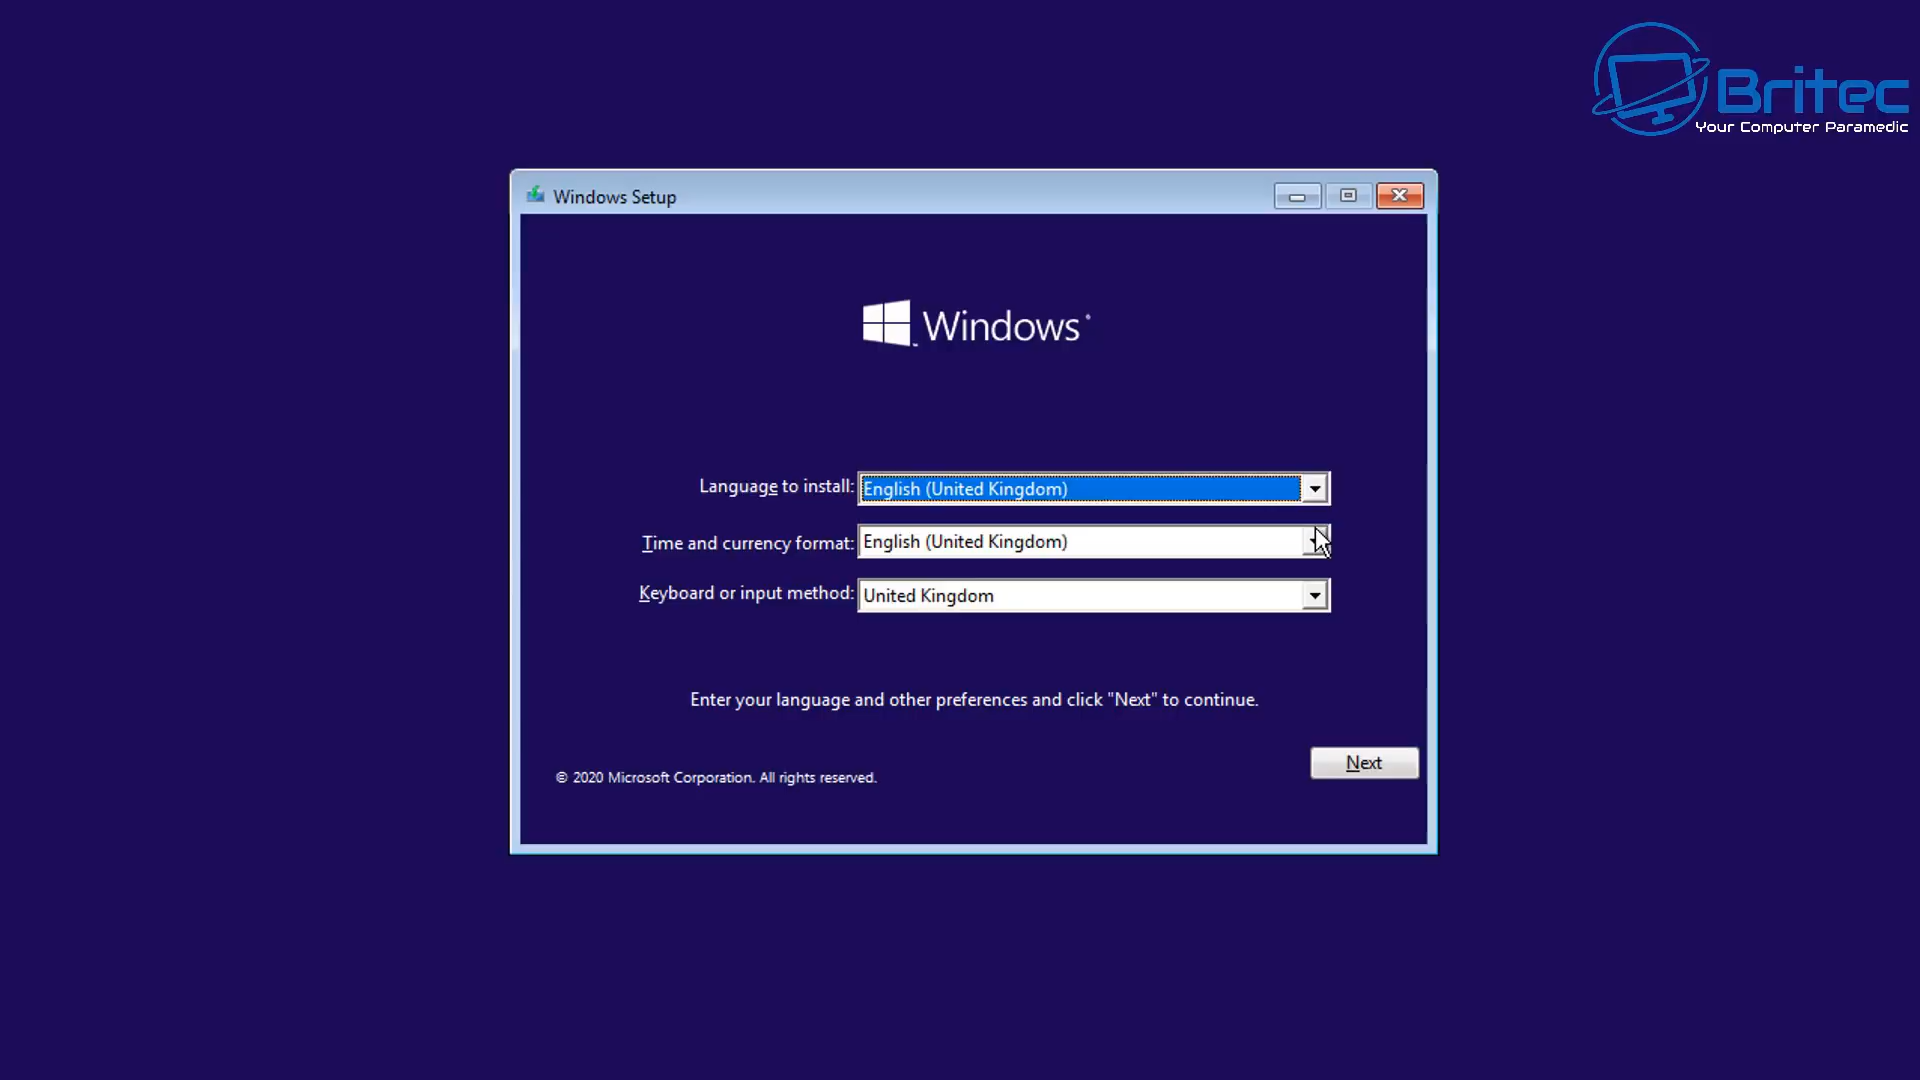 Britec
Your Computer Paramedic
Windows Setup
Windows
Language to install: English (United Kingdom)
Time and currency format: English (United Kingdom)
Keyboard or input method: United Kingdom
Enter your language and other preferences and click "Next" to continue.
Next
© 2020 Microsoft Corporation. All rights reserved.